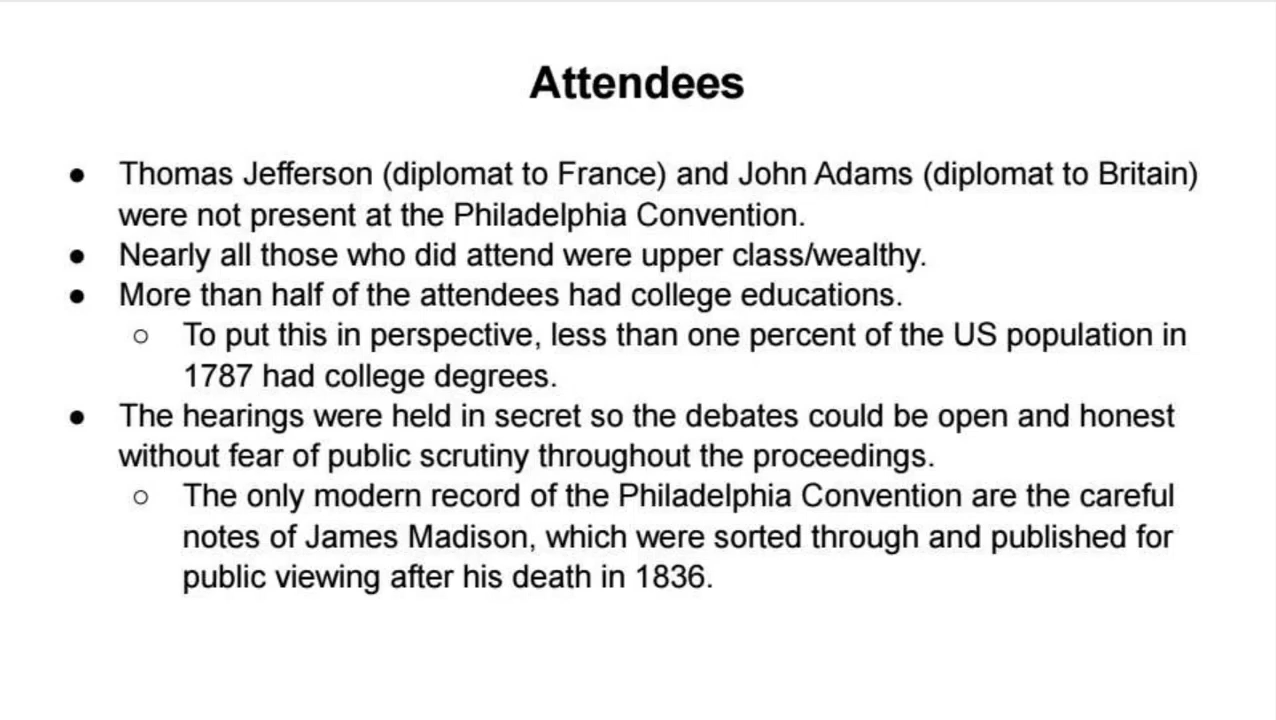 Attendees
● Thomas Jefferson (diplomat to France) and John Adams (diplomat to Britain)
were not present at the Philadelphia Convention.
● Nearly all those who did attend were upper class/wealthy.
● More than half of the attendees had college educations.
○ To put this in perspective, less than one percent of the US population in
1787 had college degrees.
● The hearings were held in secret so the debates could be open and honest
without fear of public scrutiny throughout the proceedings.
○ The only modern record of the Philadelphia Convention are the careful
notes of James Madison, which were sorted through and published for
public viewing after his death in 1836.